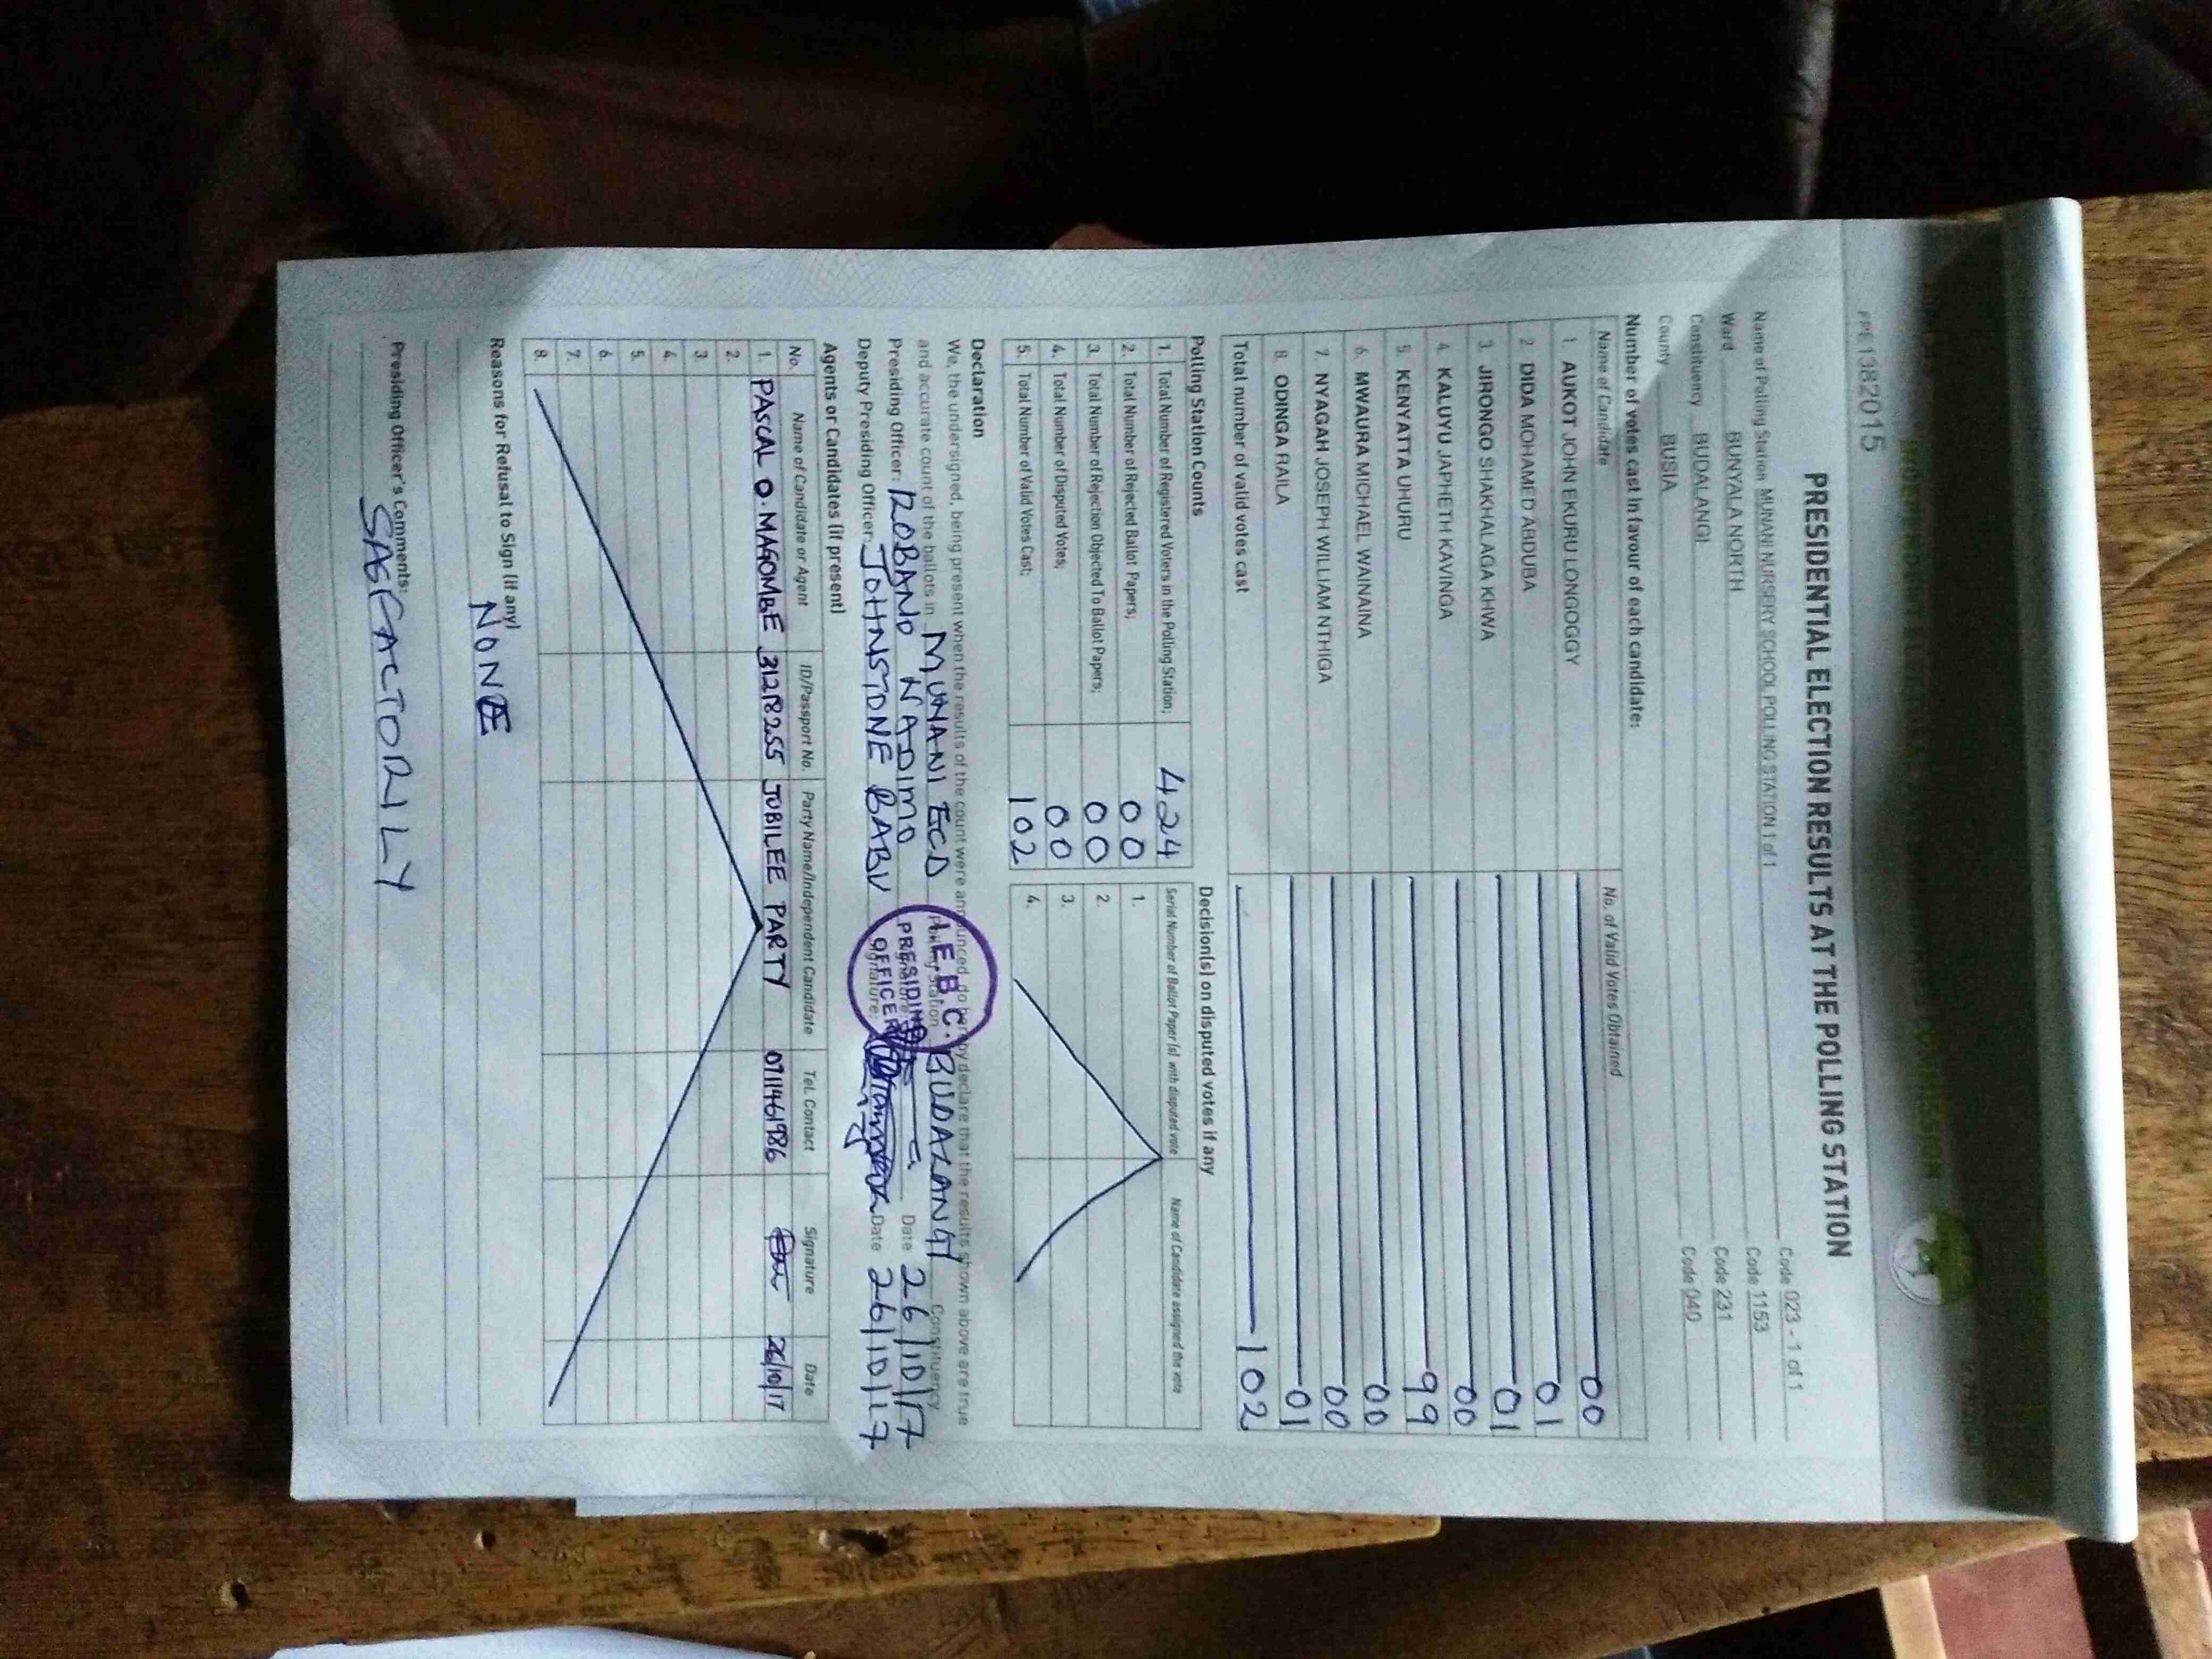 PRESIDENTIAL ELECTION RESULTS AT THE POLLING STATION
Name of Polling Station MUNANI NURSERY SCHOOL POLLING STATION 1 of 1 Code 023 - 1 of 1
Ward BUNYALA NORTH Code 1153
Constituency BUDALANGI Code 231
County BUSIA Code 040
Number of votes cast in favour of each candidate:
Name of Candidate No. of Valid Votes Obtained
1. AUKOT JOHN EKURU LONGOGGY 00
2. DIDA MOHAMED ABDUBA 01
3. JIRONGO SHAKHALAGA KHWA 01
4. KALUYU JAPHETH KAVINGA 00
5. KENYATTA UHURU 99
6. MWAURA MICHAEL WAINAINA 00
7. NYAGAH JOSEPH WILLIAM NTHIGA 00
8. ODINGA RAILA 01
Total number of valid votes cast 102
Polling Station Counts
1. Total Number of Registered Voters in the Polling Station; 424
2. Total Number of Rejected Ballot Papers; 00
3. Total Number of Rejection Objected To Ballot Papers; 00
4. Total Number of Disputed Votes; 00
5. Total Number of Valid Votes Cast; 102
Decision(s) on disputed votes if any
Serial Number of Ballot Paper (s) with disputed vote Name of Candidate assigned the vote
1.
2.
3.
4.
Declaration
We, the undersigned, being present when the results of the count were announced, do hereby declare that the results shown above are true
and accurate count of the ballots in MUNANI ECD Polling Station BUDALANGI Constituency
Presiding Officer: ROBANO NADIMO Signature: Date 26/10/17
Deputy Presiding Officer: JOHNSTONE BABU Signature: Date 26/10/17
I.E.B.C.
PRESIDING
OFFICER
Agents or Candidates (if present)
No. Name of Candidate or Agent ID/Passport No. Party Name/Independent Candidate Tel. Contact Signature Date
1. PASCAL O. MAGOMBE 31218255 JUBILEE PARTY 0711461986 26/10/17
2.
3.
4.
5.
6.
7.
8.
Reasons for Refusal to Sign (if any)
NONE
Presiding Officer's Comments:
SASFACTORILY